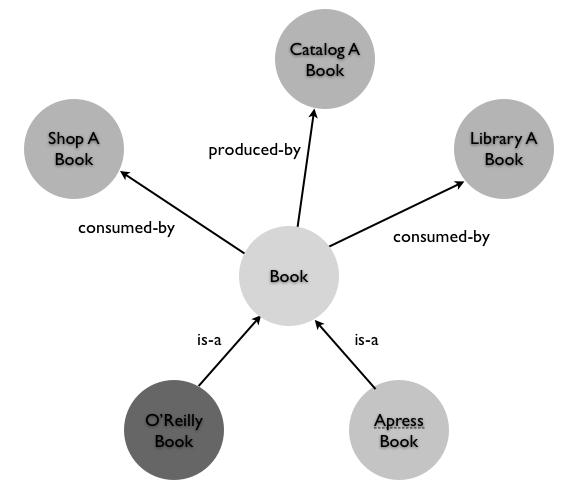 Catalog A
Book
Shop A
Book
Library A
Book
produced-by
consumed-by
consumed-by
Book
is-a
is-a
O'Reilly
Book
Apress
Book